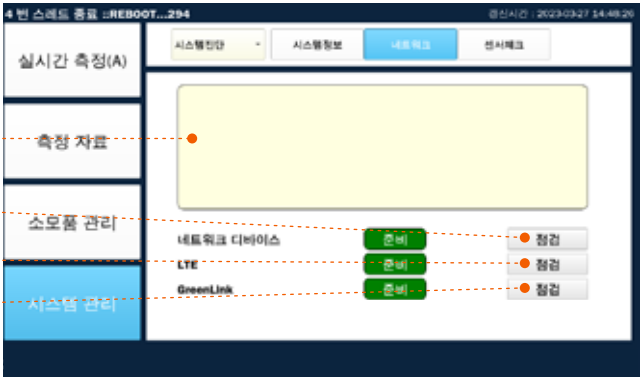 4 번 스레드 종료 ::REBOOT...294
갱신시간 : 2023-03-27 14:48:26
시스템진단
시스템정보
네트워크
센서체크
실시간 측정(A)
측정 자료
소모품 관리
시스템 관리
네트워크 디바이스 준비 점검
LTE 준비 점검
GreenLink 준비 점검